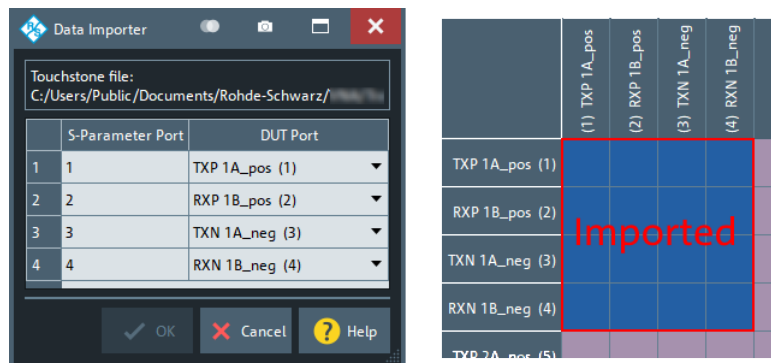 Data Importer
Touchstone file:
C:/Users/Public/Documents/Rohde-Schwarz/
S-Parameter Port DUT Port
1 1 TXP 1A_pos (1)
2 2 RXP 1B_pos (2)
3 3 TXN 1A_neg (3)
4 4 RXN 1B_neg (4)
OK Cancel ? Help
(1) TXP 1A_pos
(2) RXP 1B_pos
(3) TXN 1A_neg
(4) RXN 1B_neg
TXP 1A_pos (1)
RXP 1B_pos (2)
Imported
TXN 1A_neg (3)
RXN 1B_neg (4)
TXP 2A_pos (5)